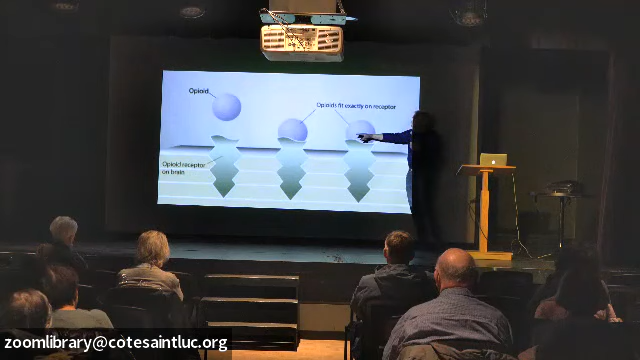 Opioid
Opioids fit exactly on receptor
Opioid receptor
on brain
zoomlibrary@cotesaintluc.org